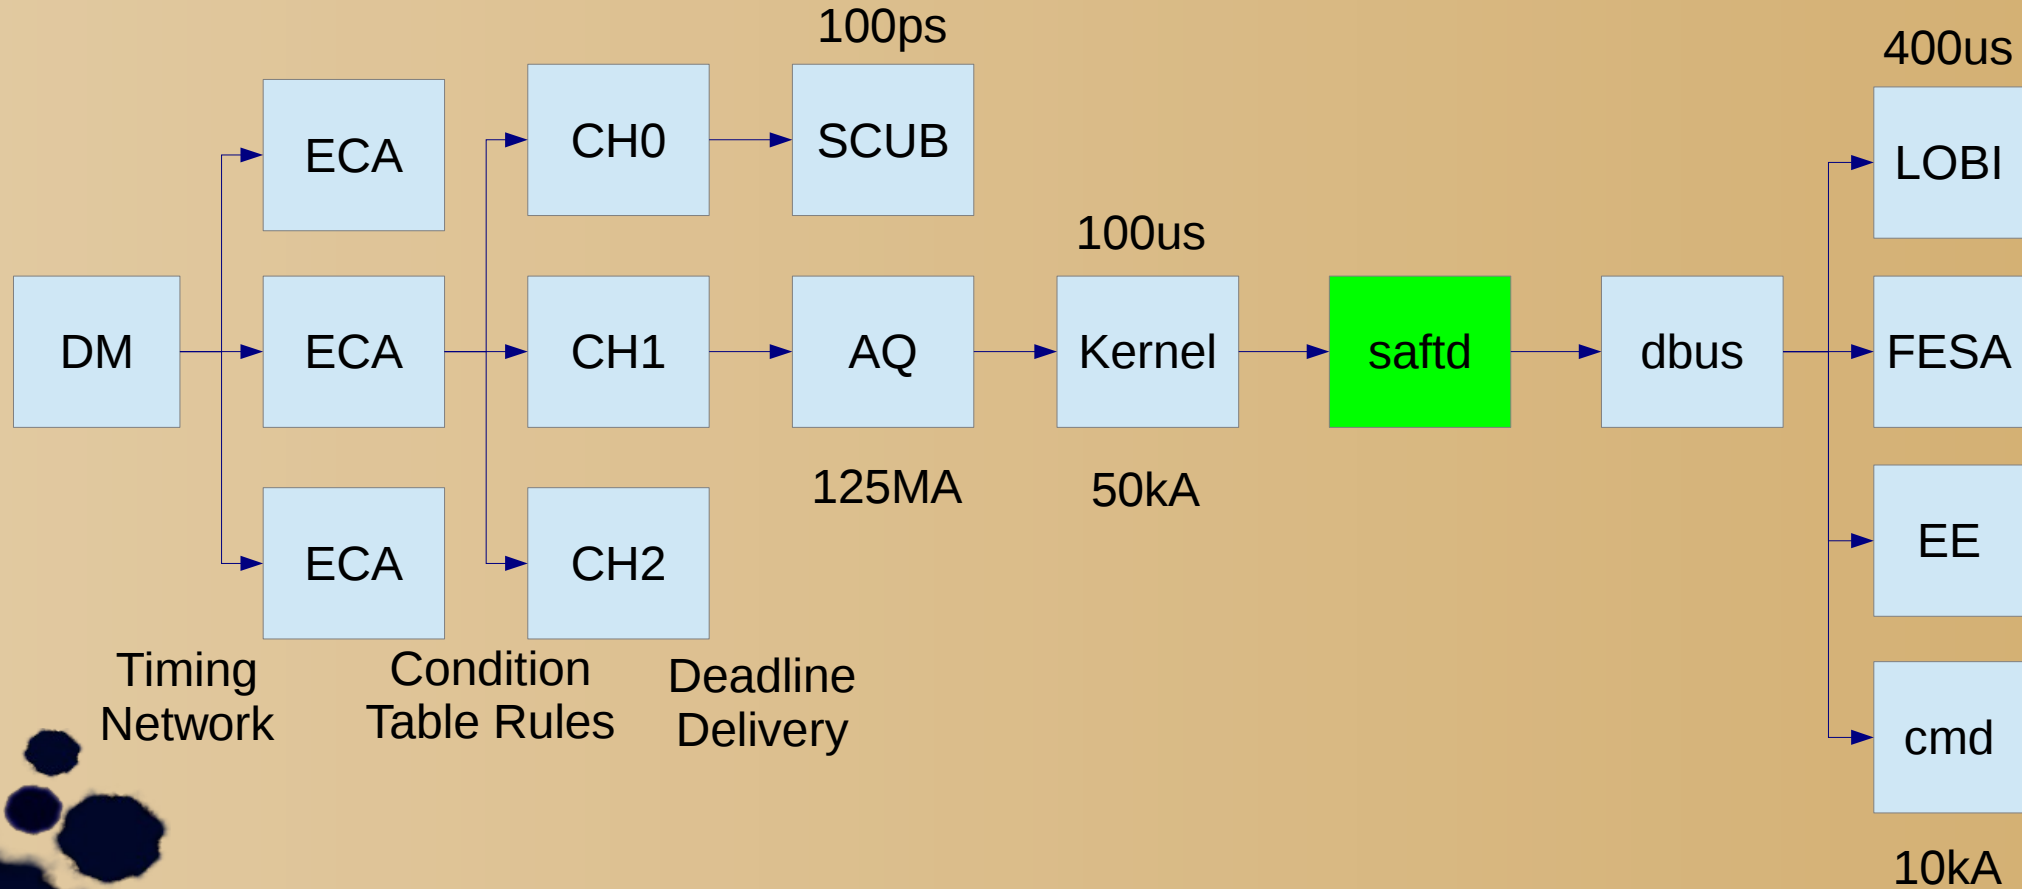 100ps
400us
ECA
CH0
SCUB
LOBI
100us
DM
ECA
CH1
AQ
Kernel
saftd
dbus
FESA
125MA
50kA
ECA
CH2
EE
Timing
Network
Condition
Table Rules
Deadline
Delivery
cmd
10kA